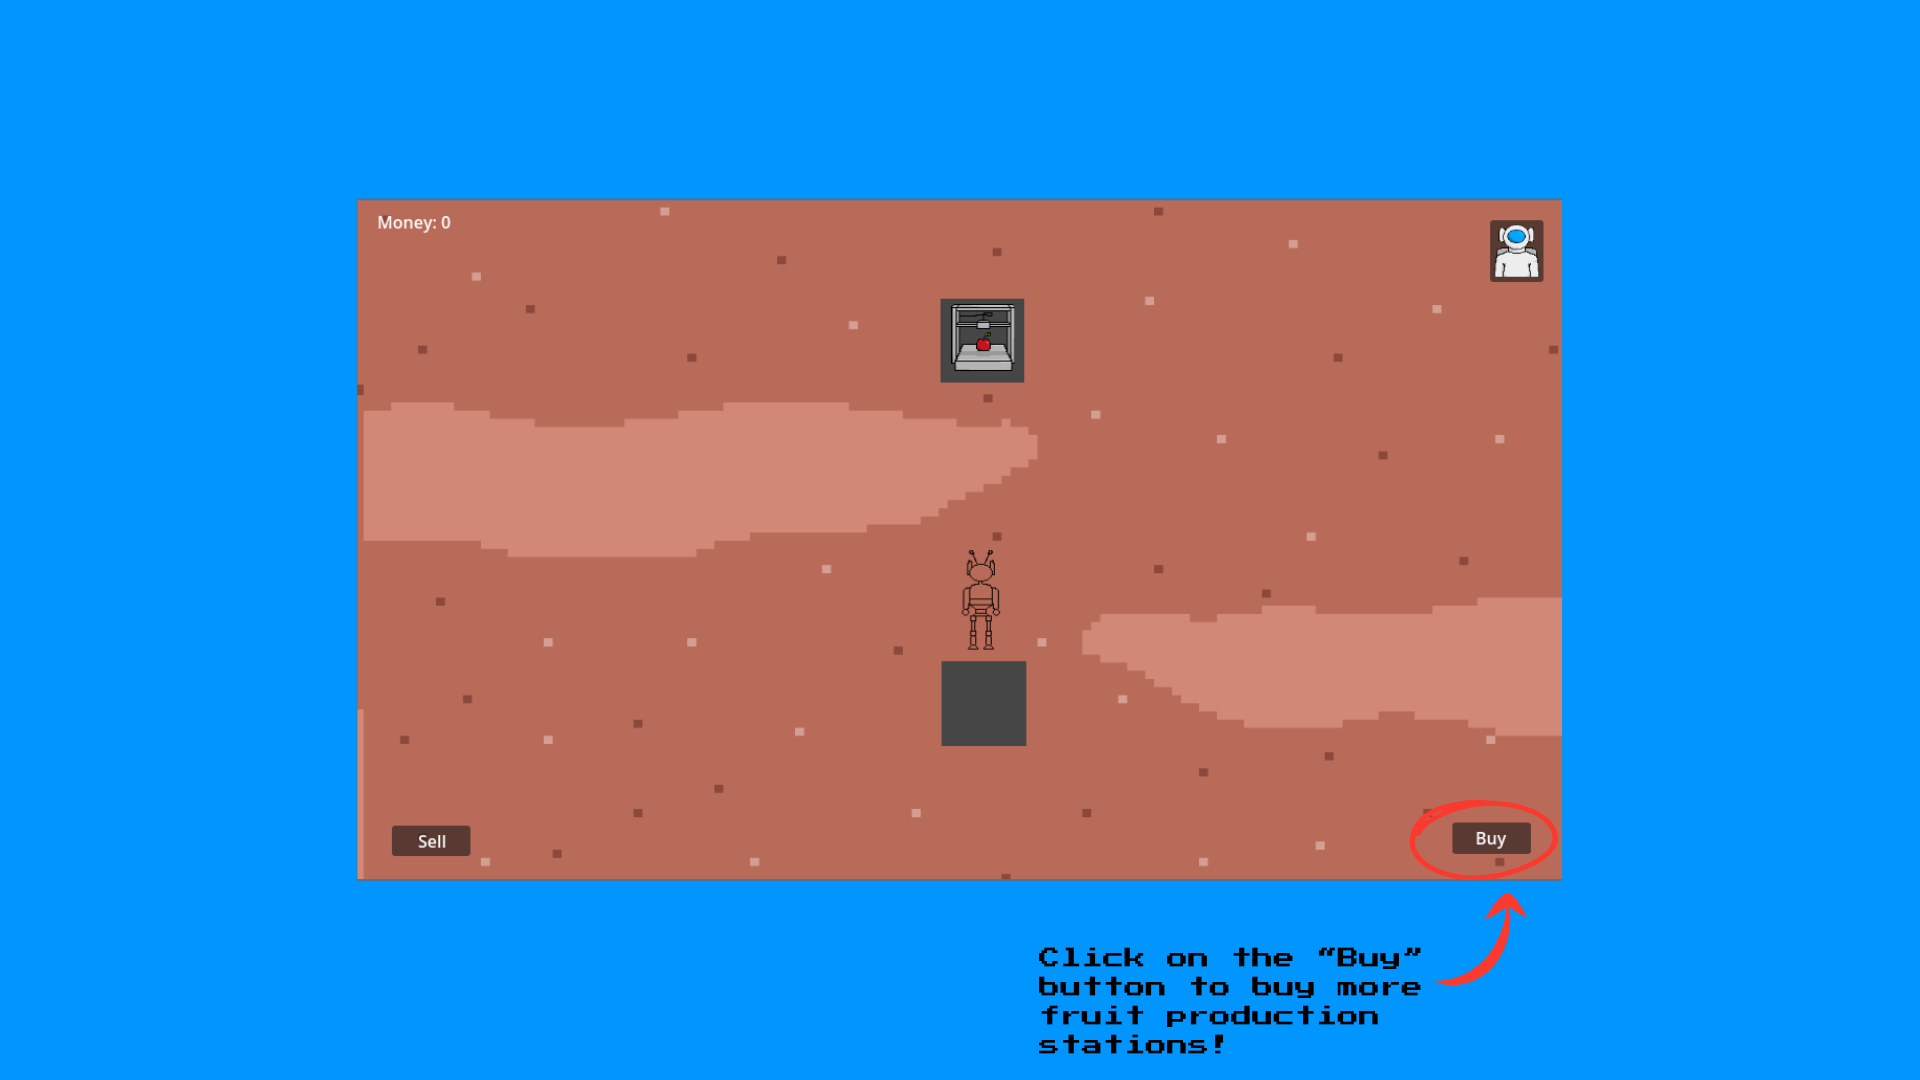 Money: 0
Sell
Buy
Click on the “Buy”
button to buy more
fruit production
stations!